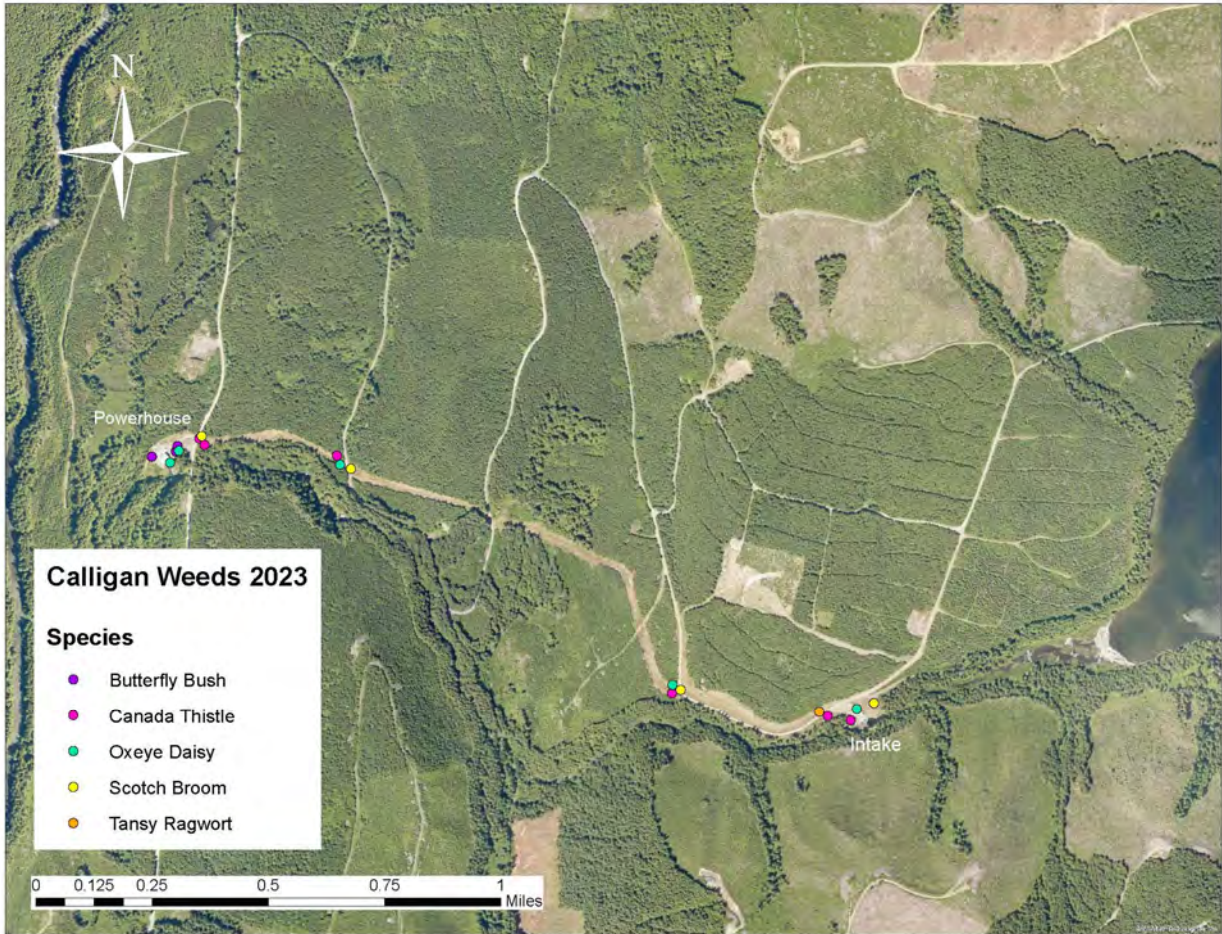 N
Powerhouse
Calligan Weeds 2023
Species
Butterfly Bush
Canada Thistle
Oxeye Daisy
Scotch Broom
Tansy Ragwort
Intake
0 0.125 0.25 0.5 0.75 1
Miles